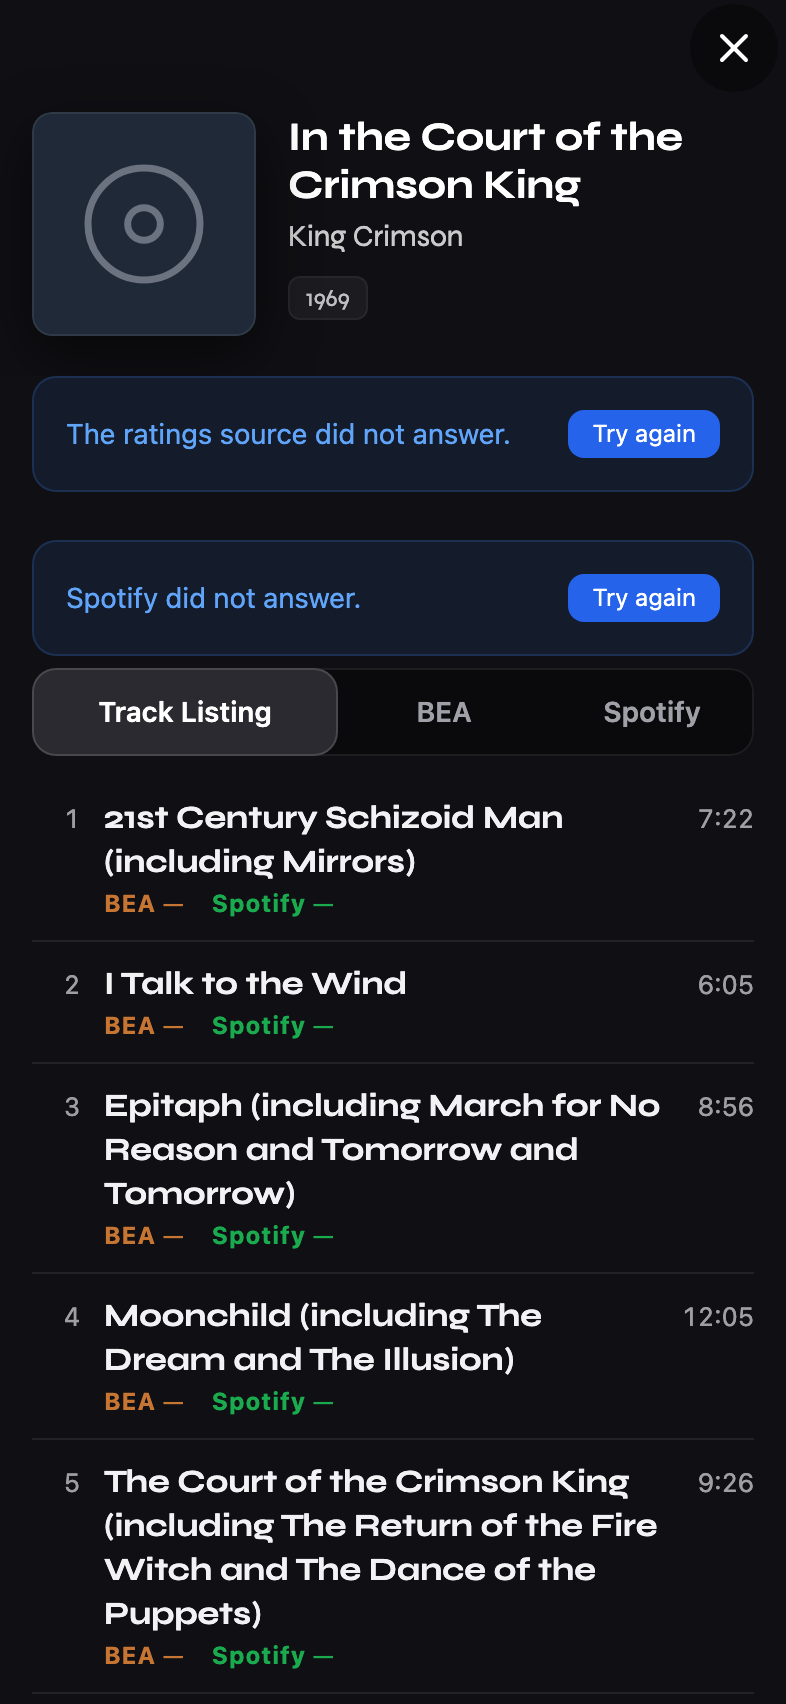 In the Court of the
Crimson King
King Crimson
1969
The ratings source did not answer.
Try again
Spotify did not answer.
Try again
Track Listing
BEA
Spotify
1
21st Century Schizoid Man
7:22
(including Mirrors)
BEA —
Spotify —
2
I Talk to the Wind
6:05
BEA —
Spotify —
3
Epitaph (including March for No
8:56
Reason and Tomorrow and
Tomorrow)
BEA —
Spotify —
4
Moonchild (including The
12:05
Dream and The Illusion)
BEA —
Spotify —
5
The Court of the Crimson King
9:26
(including The Return of the Fire
Witch and The Dance of the
Puppets)
BEA —
Spotify —